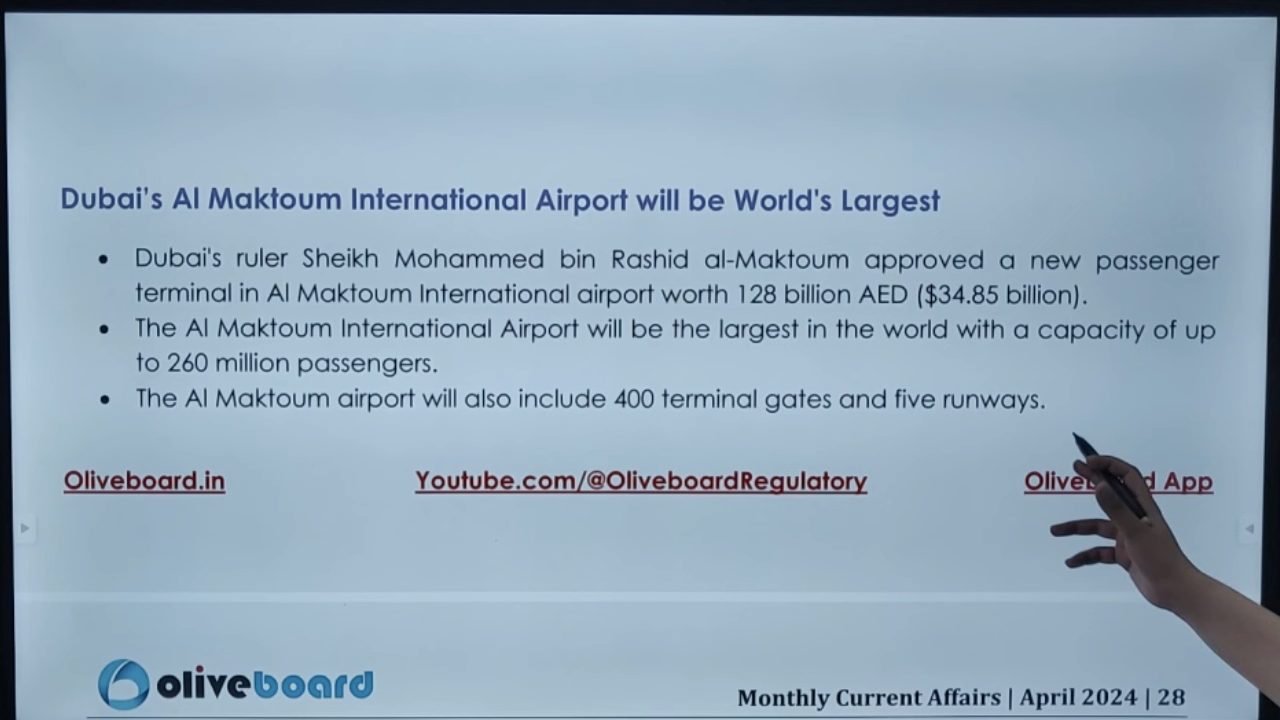 Dubai's Al Maktoum International Airport will be World's Largest
• Dubai's ruler Sheikh Mohammed bin Rashid al-Maktoum approved a new passenger
terminal in Al Maktoum International airport worth 128 billion AED ($34.85 billion).
• The Al Maktoum International Airport will be the largest in the world with a capacity of up
to 260 million passengers.
• The Al Maktoum airport will also include 400 terminal gates and five runways.
Oliveboard.in Youtube.com/@OliveboardRegulatory App
oliveboard
Monthly Current Affairs | April 2024 | 28